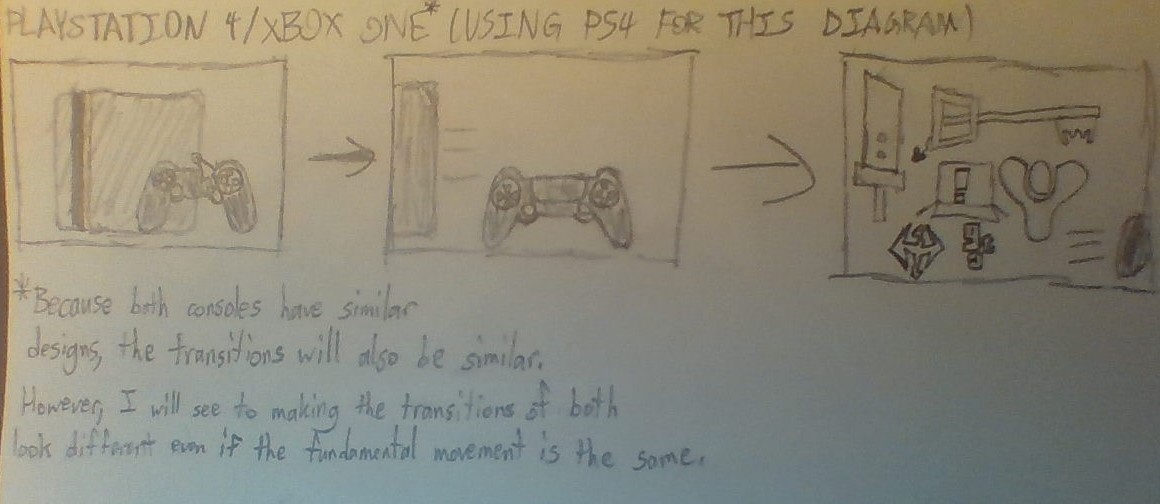 PLAYSTATION 4/XBOX ONE* (USING PS4 FOR THIS DIAGRAM)
*Because both consoles have similar
designs, the transitions will also be similar.
However, I will see to making the transitions of both
look different even if the fundamental movement is the same.